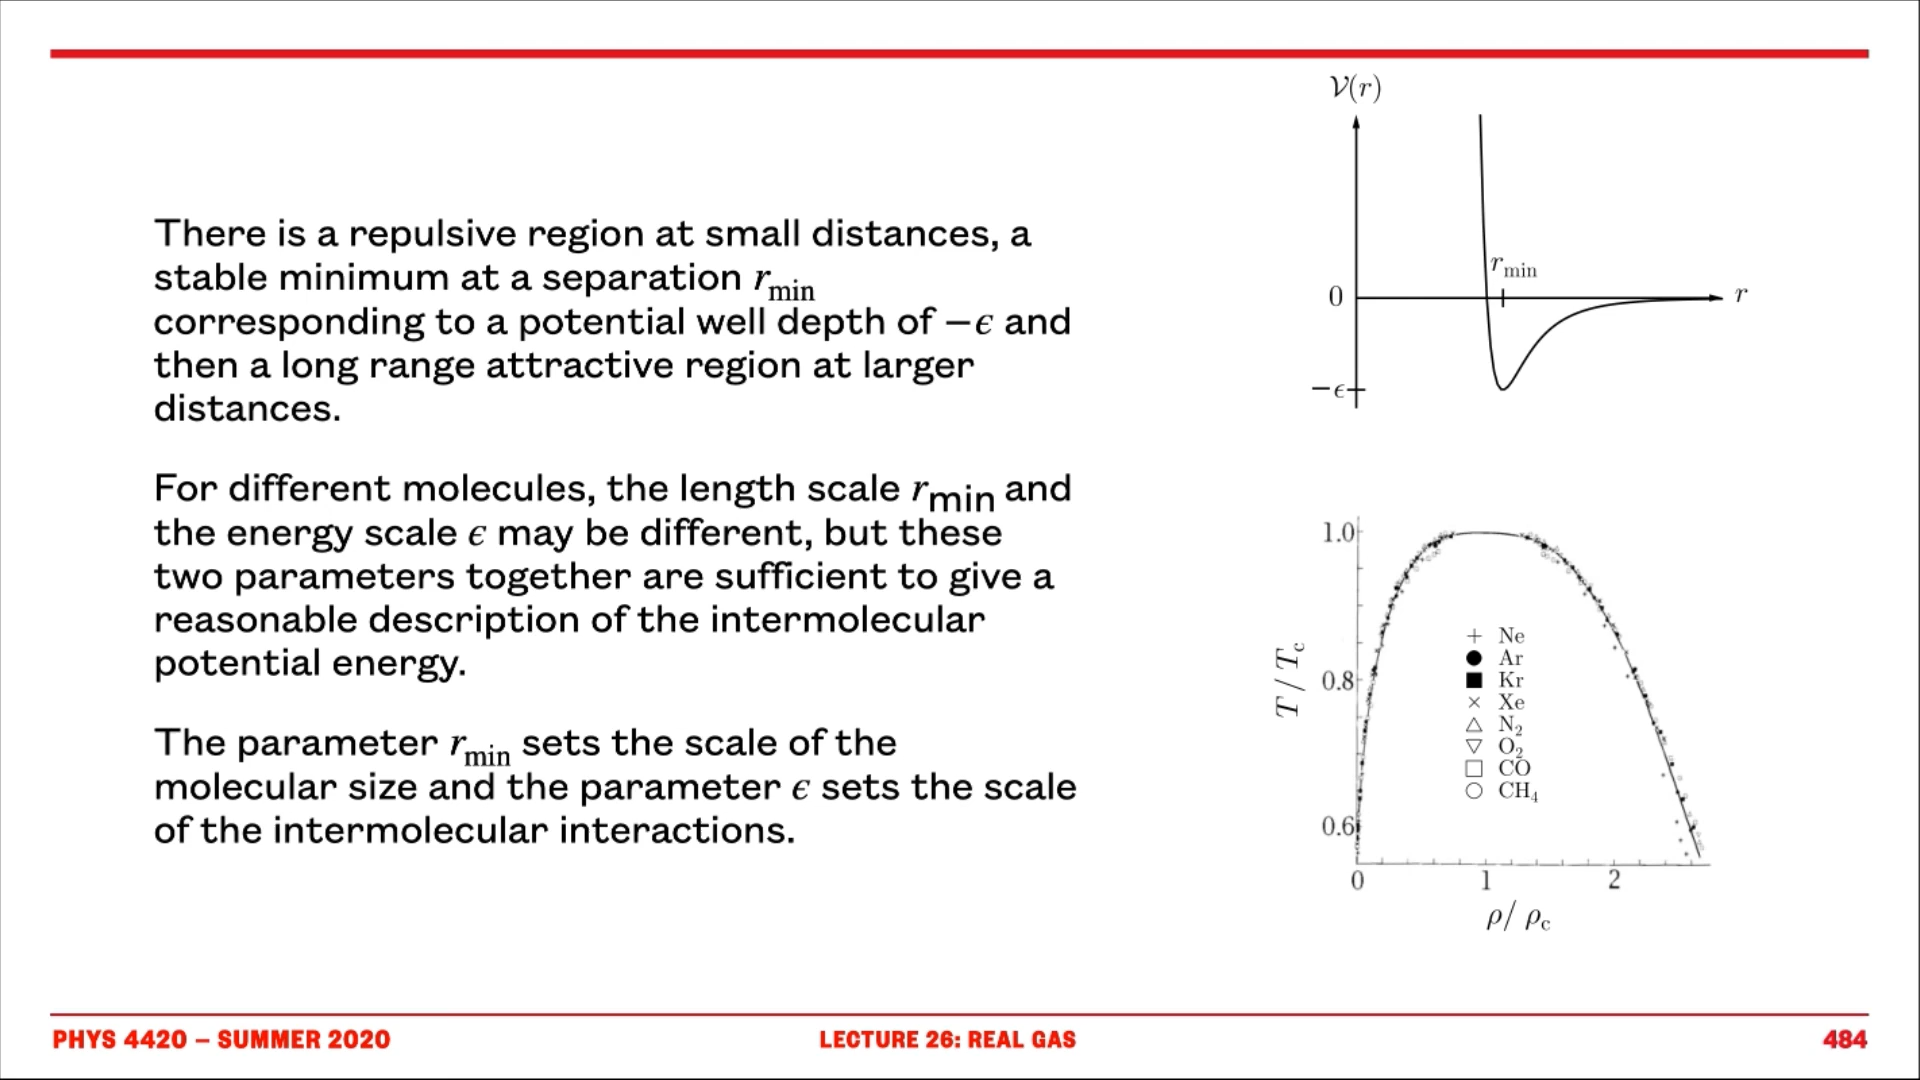 There is a repulsive region at small distances, a
stable minimum at a separation r_min
corresponding to a potential well depth of −ϵ and
then a long range attractive region at larger
distances.
For different molecules, the length scale r_min and
the energy scale ϵ may be different, but these
two parameters together are sufficient to give a
reasonable description of the intermolecular
potential energy.
The parameter r_min sets the scale of the
molecular size and the parameter ϵ sets the scale
of the intermolecular interactions.
𝒱(r)
r_min
0
r
−ϵ
1.0
0.8
0.6
T / T_c
+ Ne
● Ar
■ Kr
× Xe
△ N₂
▽ O₂
□ CO
○ CH₄
0 1 2
ρ/ ρ_c
PHYS 4420 – SUMMER 2020
LECTURE 26: REAL GAS
484